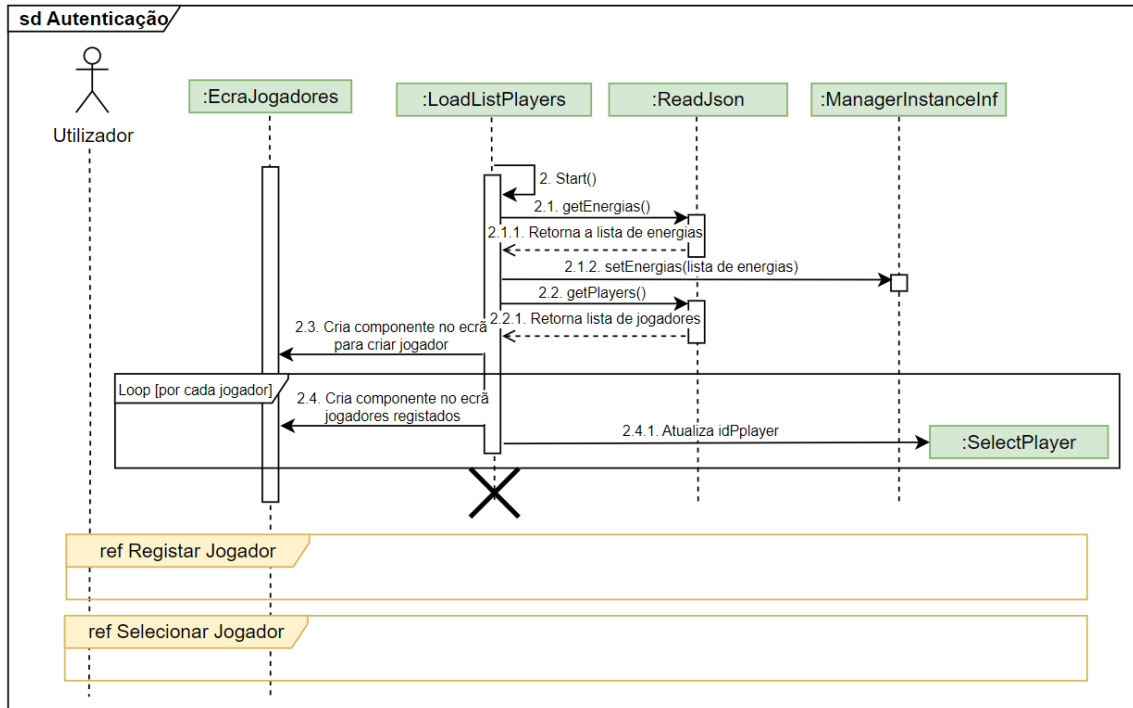 sd Autenticação
:EcraJogadores
:LoadListPlayers
:ReadJson
:ManagerInstanceInf
Utilizador
2. Start()
2.1. getEnergias()
2.1.1. Retorna a lista de energias
2.1.2. setEnergias(lista de energias)
2.2. getPlayers()
2.2.1. Retorna lista de jogadores
2.3. Cria componente no ecrã
para criar jogador
Loop [por cada jogador]
2.4. Cria componente no ecrã
jogadores registados
2.4.1. Atualiza idPplayer
:SelectPlayer
ref Registar Jogador
ref Selecionar Jogador